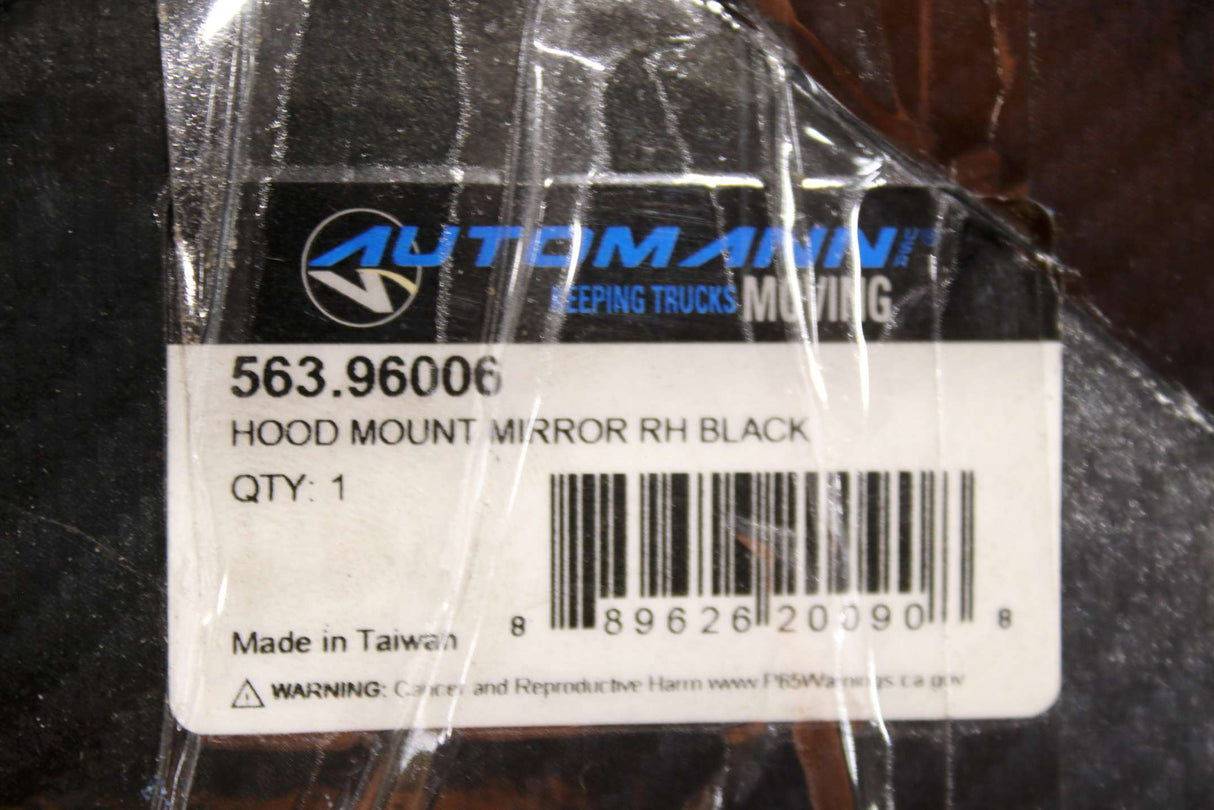 AUTOMANN INC.®
KEEPING TRUCKS MOVING
563.96006
HOOD MOUNT MIRROR RH BLACK
QTY: 1
8 89626 20090 8
Made in Taiwan
WARNING: Cancer and Reproductive Harm www.P65Warnings.ca.gov